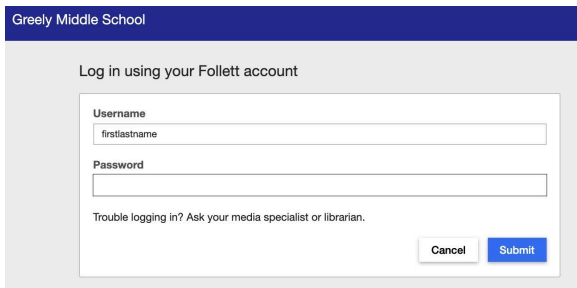 Greely Middle School
Log in using your Follett account
Username
firstlastname
Password
Trouble logging in? Ask your media specialist or librarian.
Cancel Submit